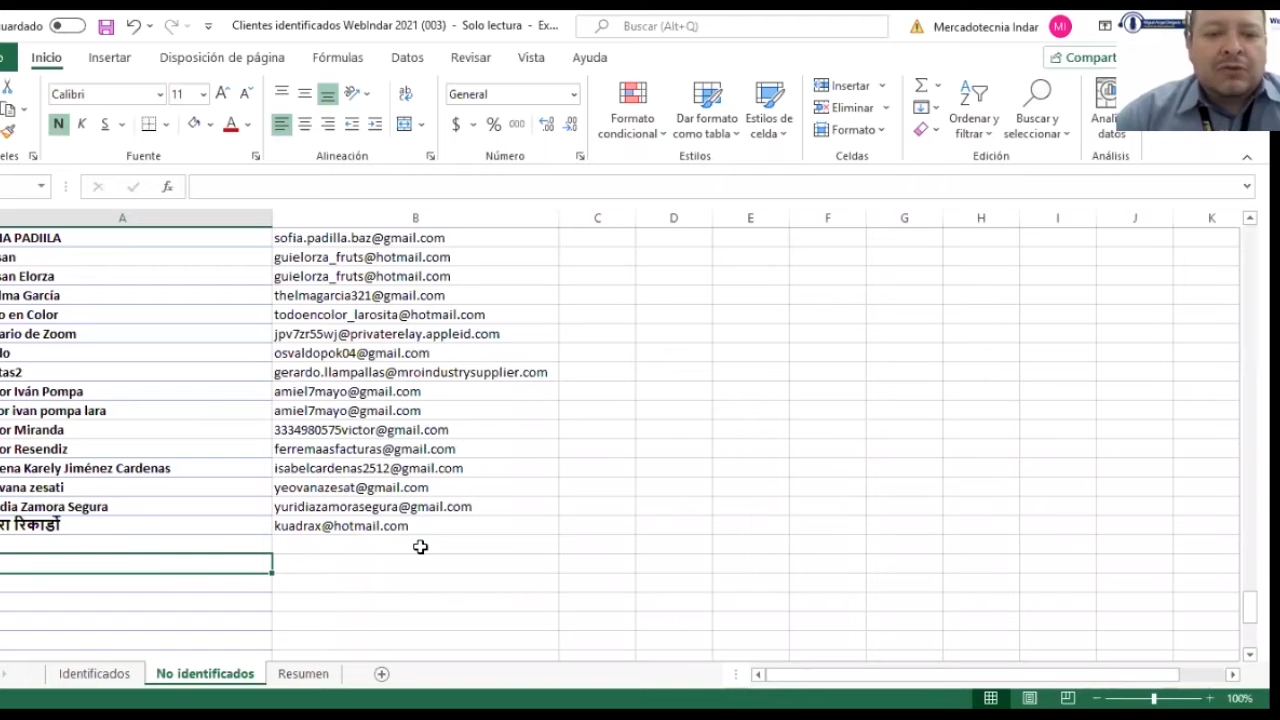 uardado
Clientes identificados WebIndar 2021 (003) - Solo lectura - Ex...
Buscar (Alt+Q)
Mercadotecnia Indar
MI
Inicio
Insertar
Disposición de página
Fórmulas
Datos
Revisar
Vista
Ayuda
Compart
Calibri
11
General
Formato condicional
Dar formato como tabla
Estilos de celda
Insertar
Eliminar
Formato
Ordenar y filtrar
Buscar y seleccionar
Anali
datos
N K S
$ % 000
eles
Fuente
Alineación
Número
Estilos
Celdas
Edición
Análisis
fx
A B C D E F G H I J K
IA PADIILA sofia.padilla.baz@gmail.com
san guielorza_fruts@hotmail.com
san Elorza guielorza_fruts@hotmail.com
lma García thelmagarcia321@gmail.com
o en Color todoencolor_larosita@hotmail.com
ario de Zoom jpv7zr55wj@privaterelay.appleid.com
lo osvaldopok04@gmail.com
tas2 gerardo.llampallas@mroindustrysupplier.com
or Iván Pompa amiel7mayo@gmail.com
or ivan pompa lara amiel7mayo@gmail.com
or Miranda 3334980575victor@gmail.com
or Resendiz ferremaasfacturas@gmail.com
ena Karely Jiménez Cardenas isabelcardenas2512@gmail.com
vana zesati yeovanazesat@gmail.com
dia Zamora Segura yuridiazamorasegura@gmail.com
रा रिकार्डो kuadrax@hotmail.com
Identificados
No identificados
Resumen
100%